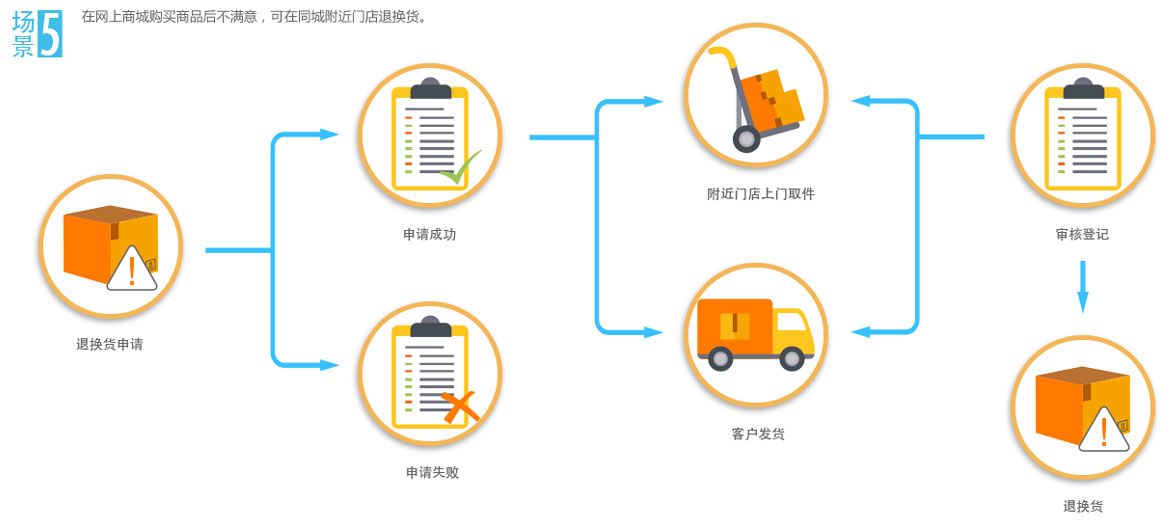 场景5
在网上商城购买商品后不满意，可在同城附近门店退换货。
退换货申请
申请成功
申请失败
附近门店上门取件
客户发货
审核登记
退换货